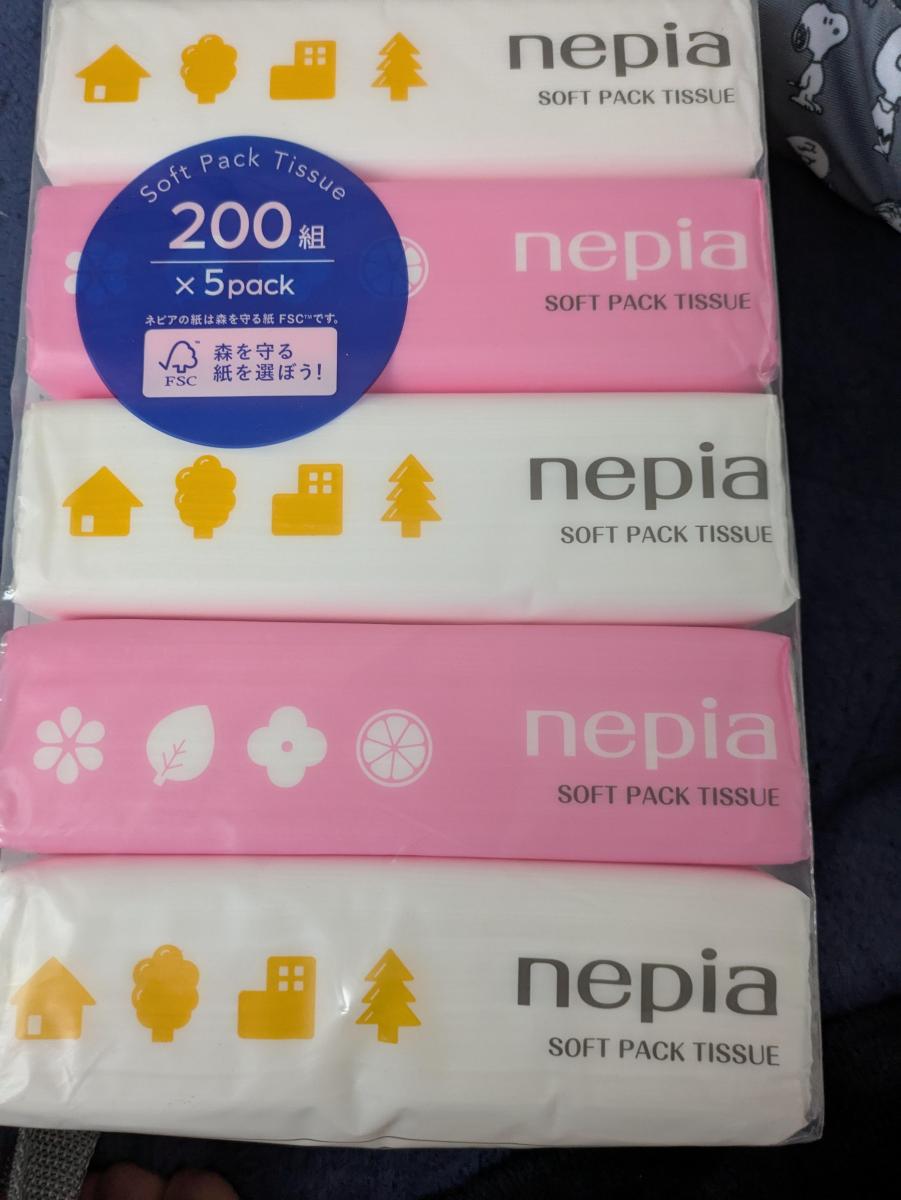 nepia
SOFT PACK TISSUE
Soft Pack Tissue
200組
× 5pack
ネピアの紙は森を守る紙 FSC™です。
FSC
森を守る
紙を選ぼう!
nepia
SOFT PACK TISSUE
nepia
SOFT PACK TISSUE
nepia
SOFT PACK TISSUE
nepia
SOFT PACK TISSUE